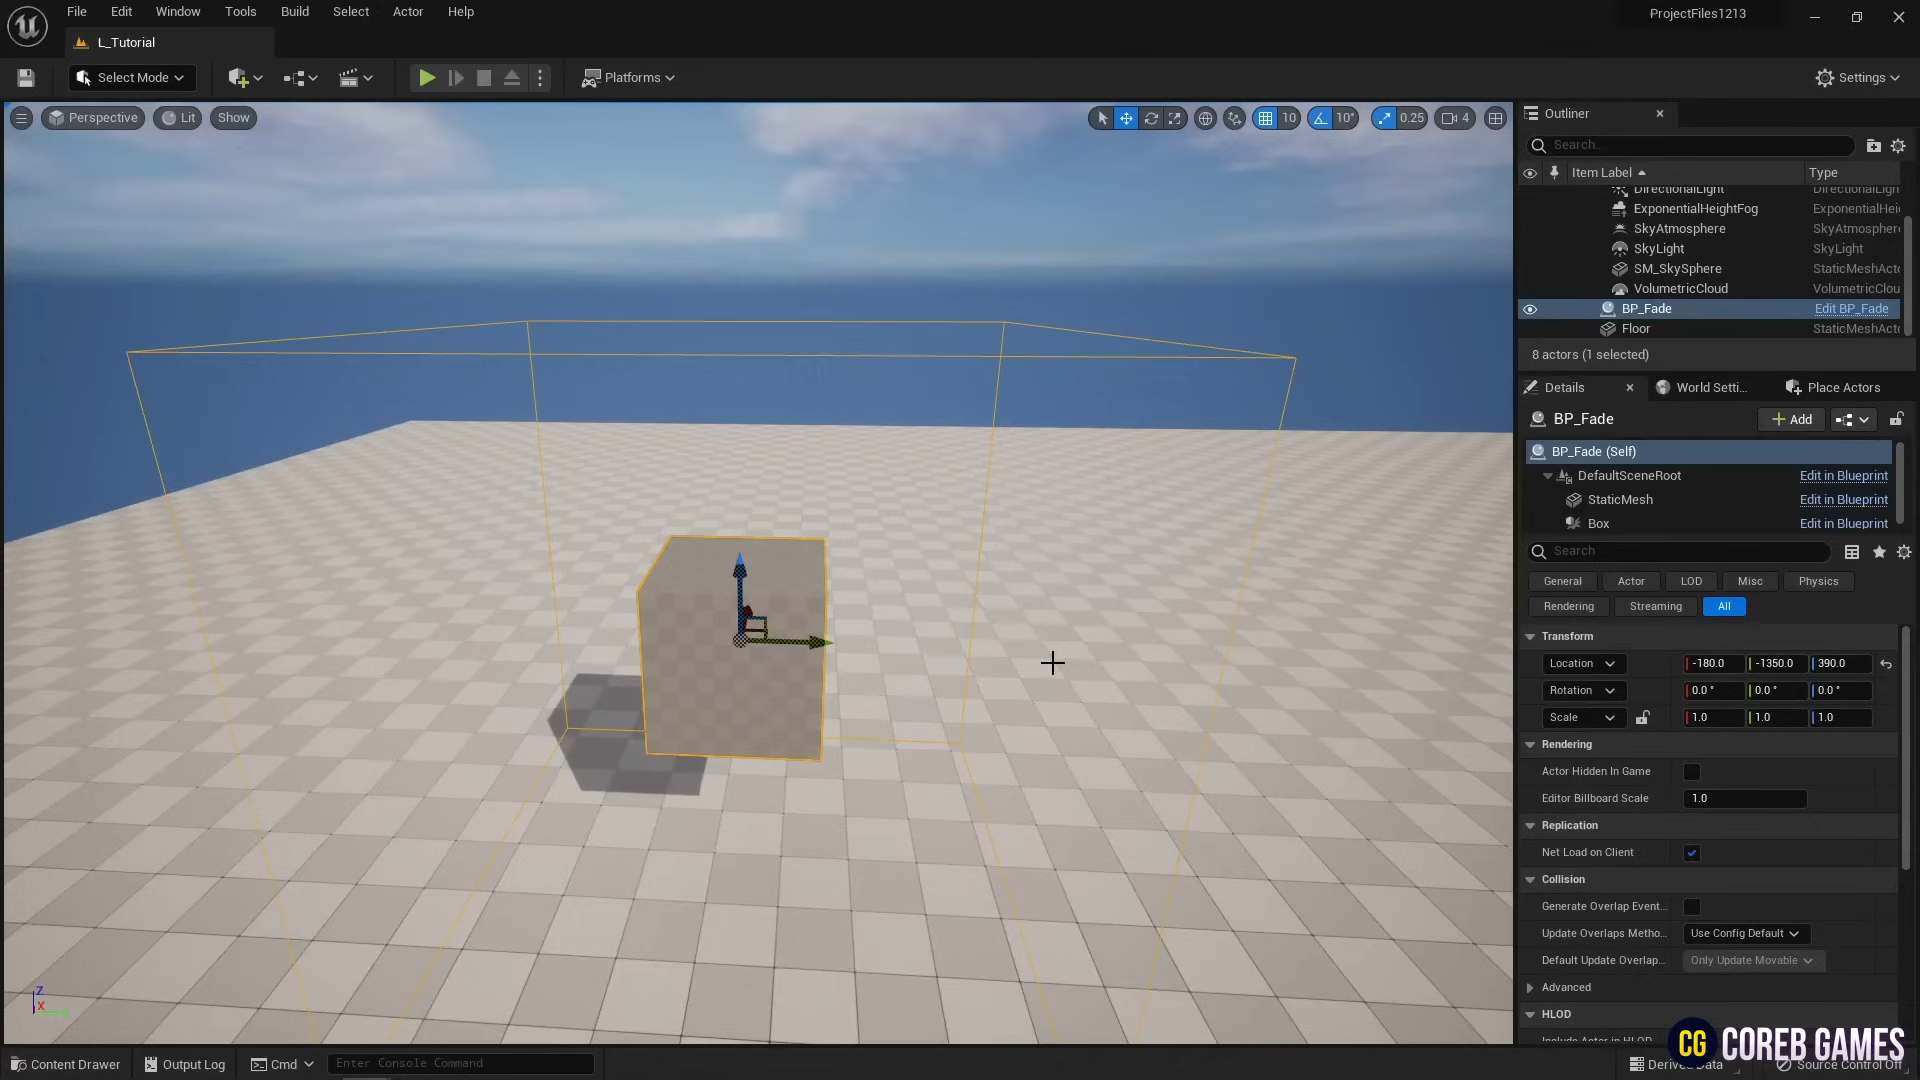 File Edit Window Tools Build Select Actor Help
ProjectFiles1213
L_Tutorial
Select Mode
Platforms
Settings
Perspective Lit Show
10 10° 0.25 4
Outliner
Search...
Item Label Type
DirectionalLight DirectionalLigh
ExponentialHeightFog ExponentialHei
SkyAtmosphere SkyAtmospher
SkyLight SkyLight
SM_SkySphere StaticMeshActo
VolumetricCloud VolumetricClou
BP_Fade Edit BP_Fade
Floor StaticMeshActo
8 actors (1 selected)
Details World Setti... Place Actors
BP_Fade Add
BP_Fade (Self)
DefaultSceneRoot Edit in Blueprint
StaticMesh Edit in Blueprint
Box Edit in Blueprint
Search
General Actor LOD Misc Physics
Rendering Streaming All
Transform
Location -180.0 -1350.0 390.0
Rotation 0.0 ° 0.0 ° 0.0 °
Scale 1.0 1.0 1.0
Rendering
Actor Hidden In Game
Editor Billboard Scale 1.0
Replication
Net Load on Client
Collision
Generate Overlap Event...
Update Overlaps Metho... Use Config Default
Default Update Overlap... Only Update Movable
Advanced
HLOD
Include Actor in HLOD
CG COREB GAMES
Z
X
Content Drawer Output Log Cmd Enter Console Command
Derived Data Source Control Off